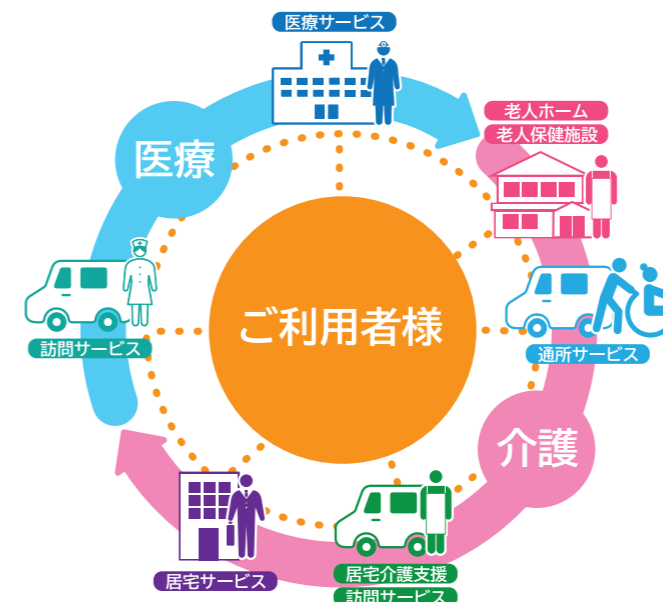 医療サービス
老人ホーム
老人保健施設
医療
ご利用者様
訪問サービス
通所サービス
介護
居宅サービス
居宅介護支援
訪問サービス